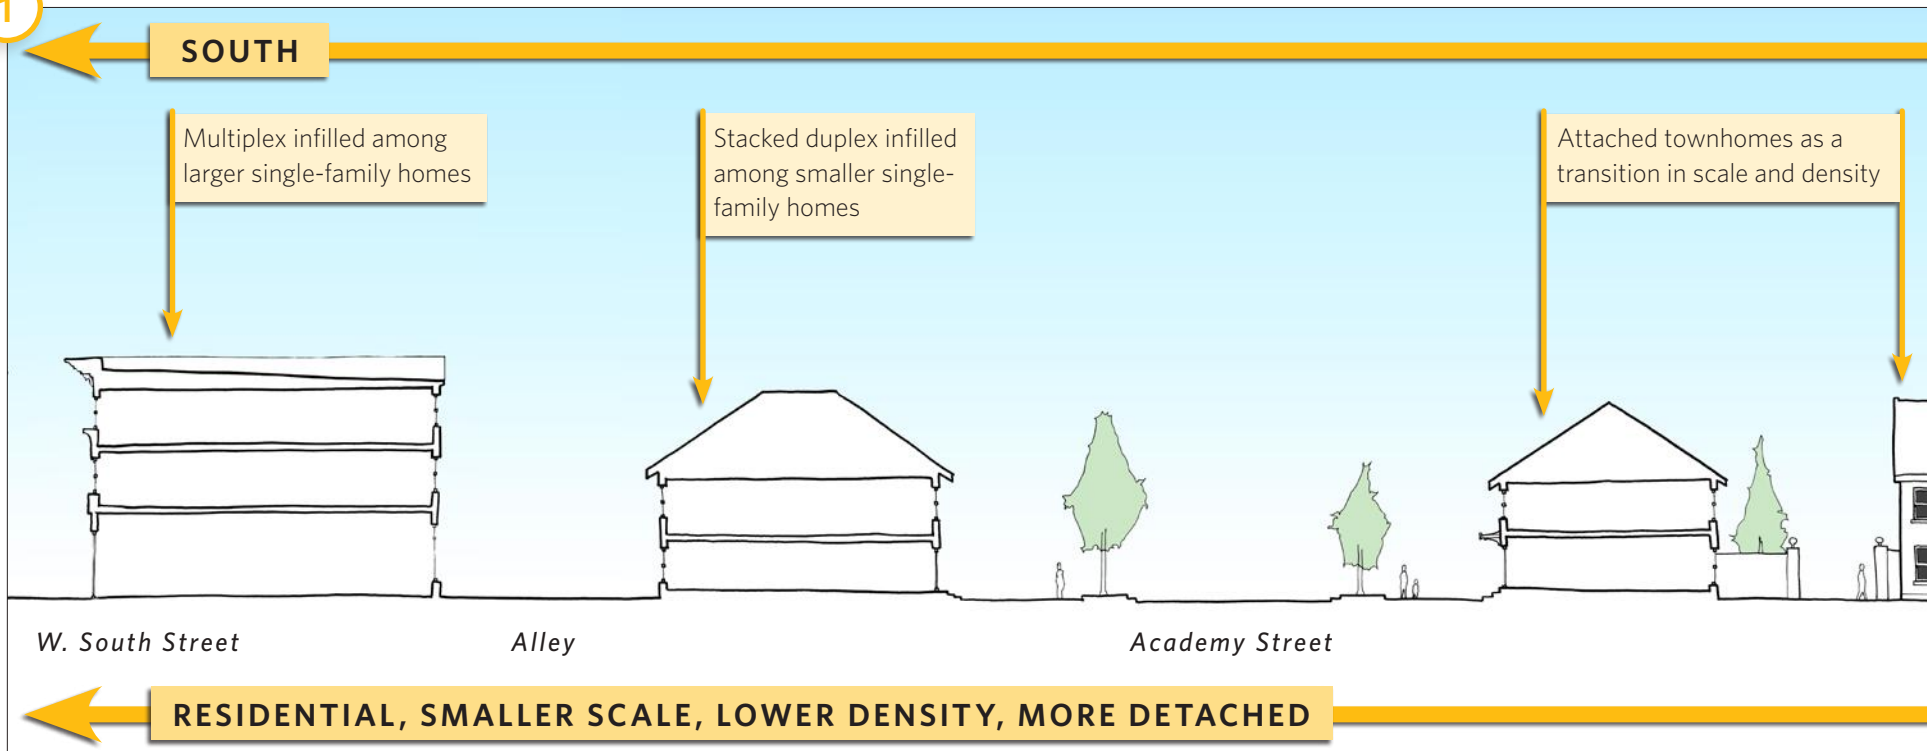 1
SOUTH
Multiplex infilled among
larger single-family homes
Stacked duplex infilled
among smaller single-
family homes
Attached townhomes as a
transition in scale and density
W. South Street
Alley
Academy Street
RESIDENTIAL, SMALLER SCALE, LOWER DENSITY, MORE DETACHED